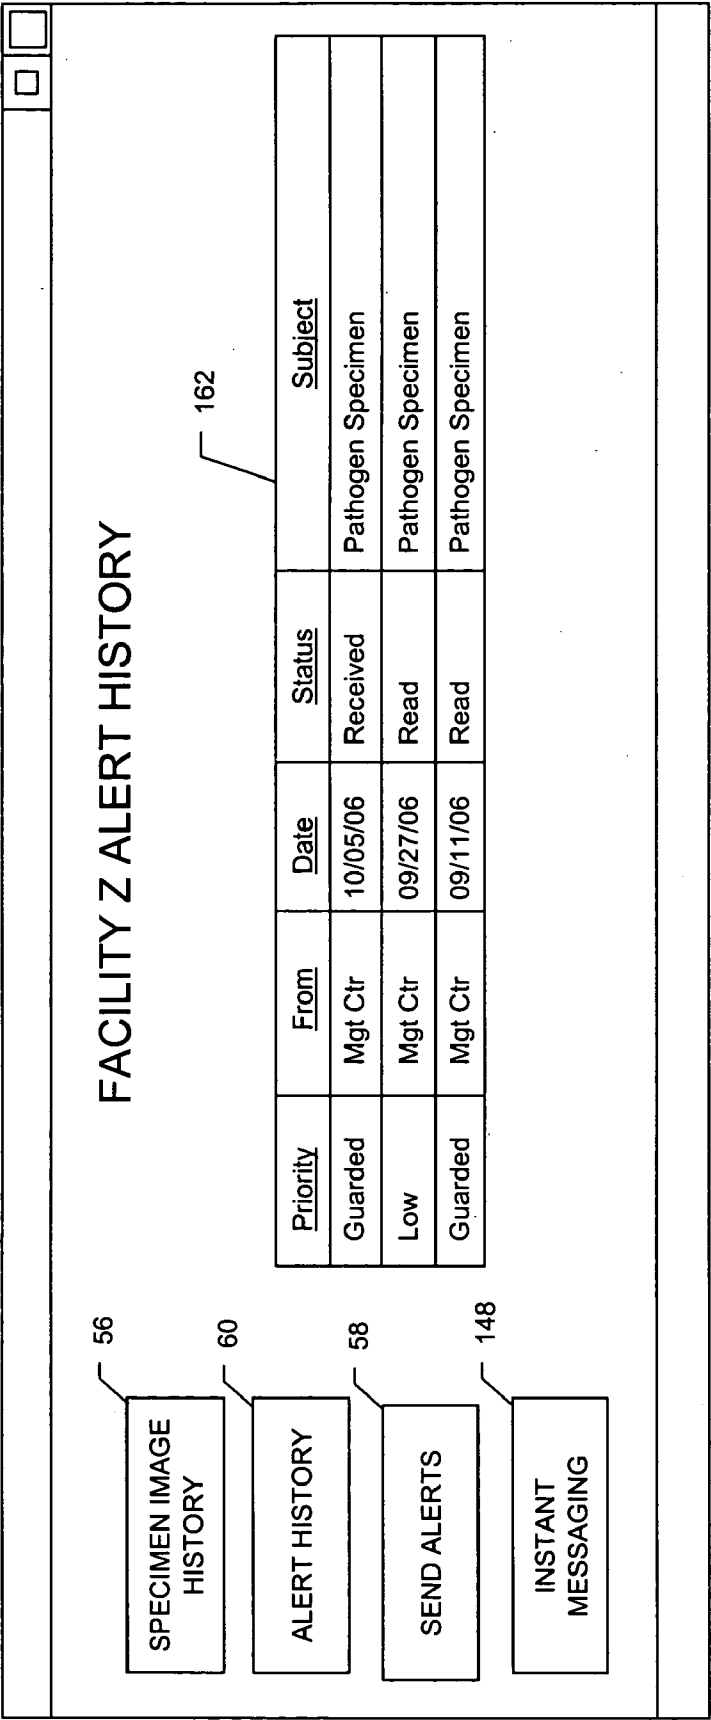 FACILITY Z ALERT HISTORY
SPECIMEN IMAGE
HISTORY
56
ALERT HISTORY
60
SEND ALERTS
58
INSTANT
MESSAGING
148
162
Priority From Date Status Subject
Guarded Mgt Ctr 10/05/06 Received Pathogen Specimen
Low Mgt Ctr 09/27/06 Read Pathogen Specimen
Guarded Mgt Ctr 09/11/06 Read Pathogen Specimen